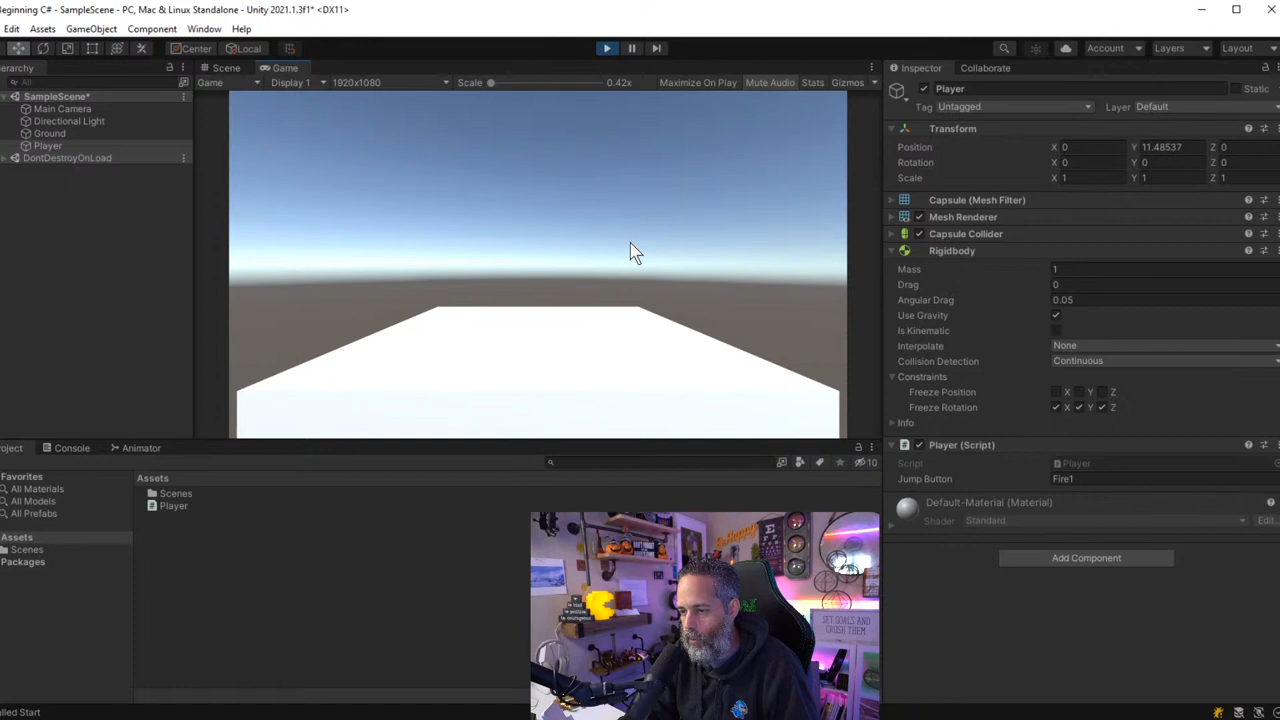 Beginning C# - SampleScene - PC, Mac & Linux Standalone - Unity 2021.1.3f1* <DX11>
Edit Assets GameObject Component Window Help
Center Local
Account Layers Layout
Hierarchy
All
SampleScene*
Main Camera
Directional Light
Ground
Player
DontDestroyOnLoad
Scene Game
Game Display 1 1920x1080 Scale 0.42x Maximize On Play Mute Audio Stats Gizmos
Inspector Collaborate
Player Static
Tag Untagged Layer Default
Transform
Position X 0 Y 11.48537 Z 0
Rotation X 0 Y 0 Z 0
Scale X 1 Y 1 Z 1
Capsule (Mesh Filter)
Mesh Renderer
Capsule Collider
Rigidbody
Mass 1
Drag 0
Angular Drag 0.05
Use Gravity
Is Kinematic
Interpolate None
Collision Detection Continuous
Constraints
Freeze Position X Y Z
Freeze Rotation X Y Z
Info
# Player (Script)
Script Player
Jump Button Fire1
Default-Material (Material)
Shader Standard Edit...
Add Component
Project Console Animator
10
Favorites
All Materials
All Models
All Prefabs
Assets
Scenes
Packages
Assets
Scenes
Player
SET GOALS AND
CRUSH THEM
Called Start